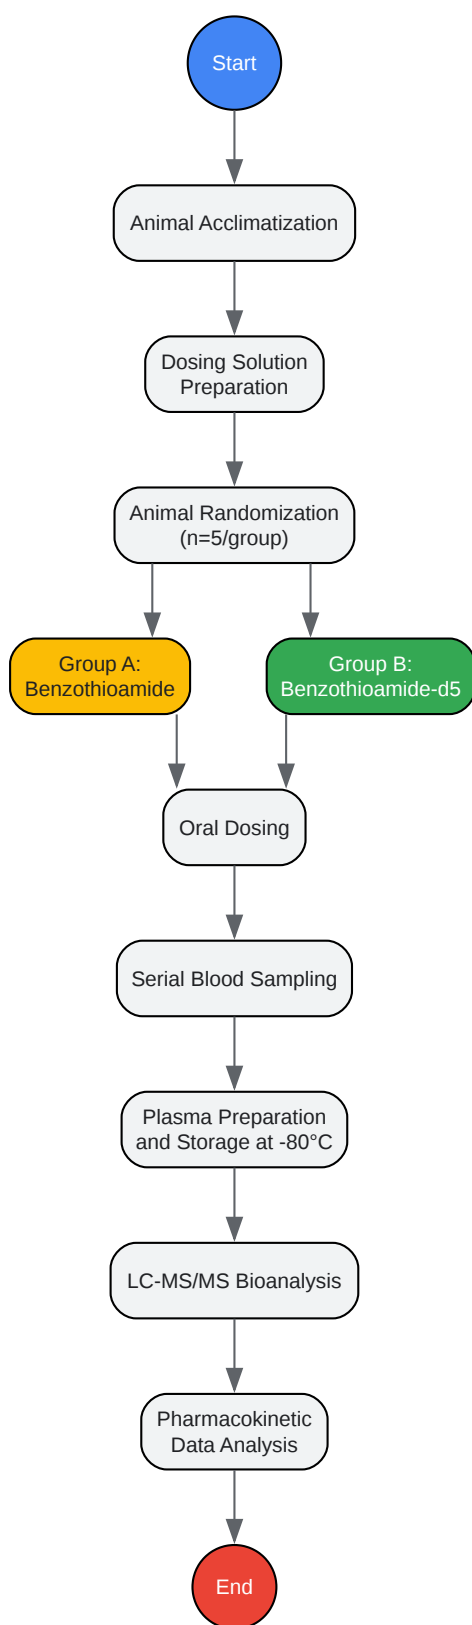 Start
Animal Acclimatization
Dosing Solution
Preparation
Animal Randomization
(n=5/group)
Group A:
Benzothioamide
Group B:
Benzothioamide-d5
Oral Dosing
Serial Blood Sampling
Plasma Preparation
and Storage at -80°C
LC-MS/MS Bioanalysis
Pharmacokinetic
Data Analysis
End